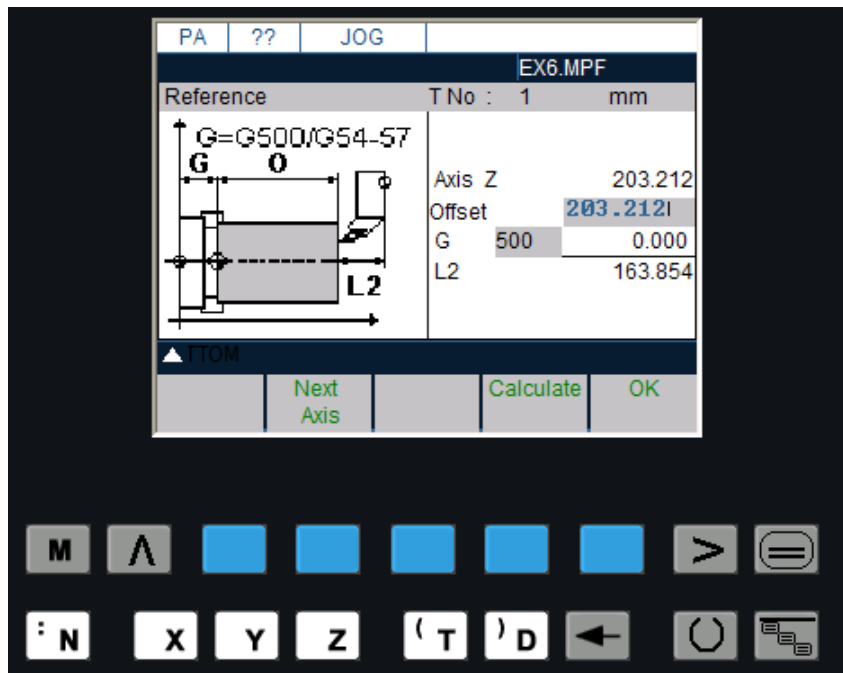 PA ?? JOG
EX6.MPF
Reference T No : 1 mm
G=G500/G54-57
G O
Axis Z 203.212
Offset 203.212
G 500 0.000
L2 163.854
L2
TTOM
Next Axis Calculate OK
M Λ > =
: N X Y Z ( T ) D